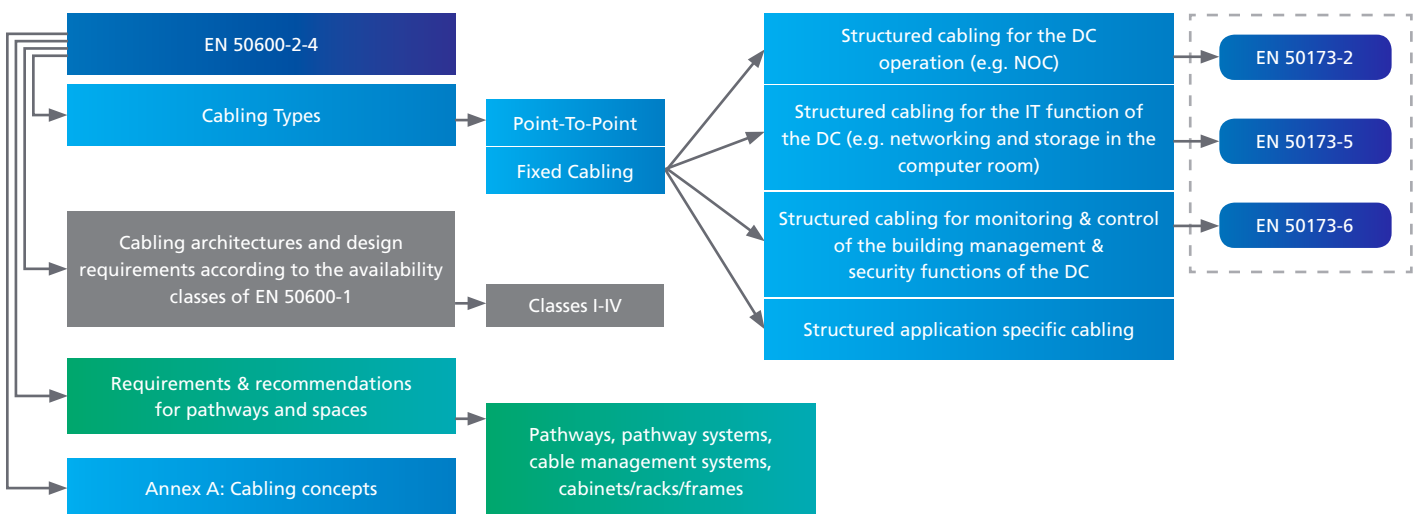 EN 50600-2-4
Cabling Types
Point-To-Point
Fixed Cabling
Structured cabling for the DC
operation (e.g. NOC)
Structured cabling for the IT function of
the DC (e.g. networking and storage in the
computer room)
Structured cabling for monitoring & control
of the building management &
security functions of the DC
Structured application specific cabling
EN 50173-2
EN 50173-5
EN 50173-6
Cabling architectures and design
requirements according to the availability
classes of EN 50600-1
Classes I-IV
Requirements & recommendations
for pathways and spaces
Pathways, pathway systems,
cable management systems,
cabinets/racks/frames
Annex A: Cabling concepts